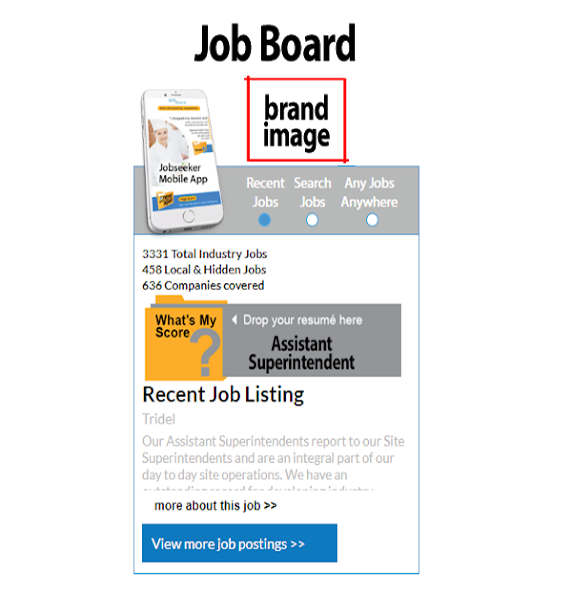 Job Board
brand
image
Jobseeker
Mobile App
Recent
Jobs
Search
Jobs
Any Jobs
Anywhere
3331 Total Industry Jobs
458 Local & Hidden Jobs
636 Companies covered
What's My
Score
?
Drop your resumé here
Assistant
Superintendent
Recent Job Listing
Tridel
Our Assistant Superintendents report to our Site
Superintendents and are an integral part of our
day to day site operations. We have an
more about this job >>
View more job postings >>